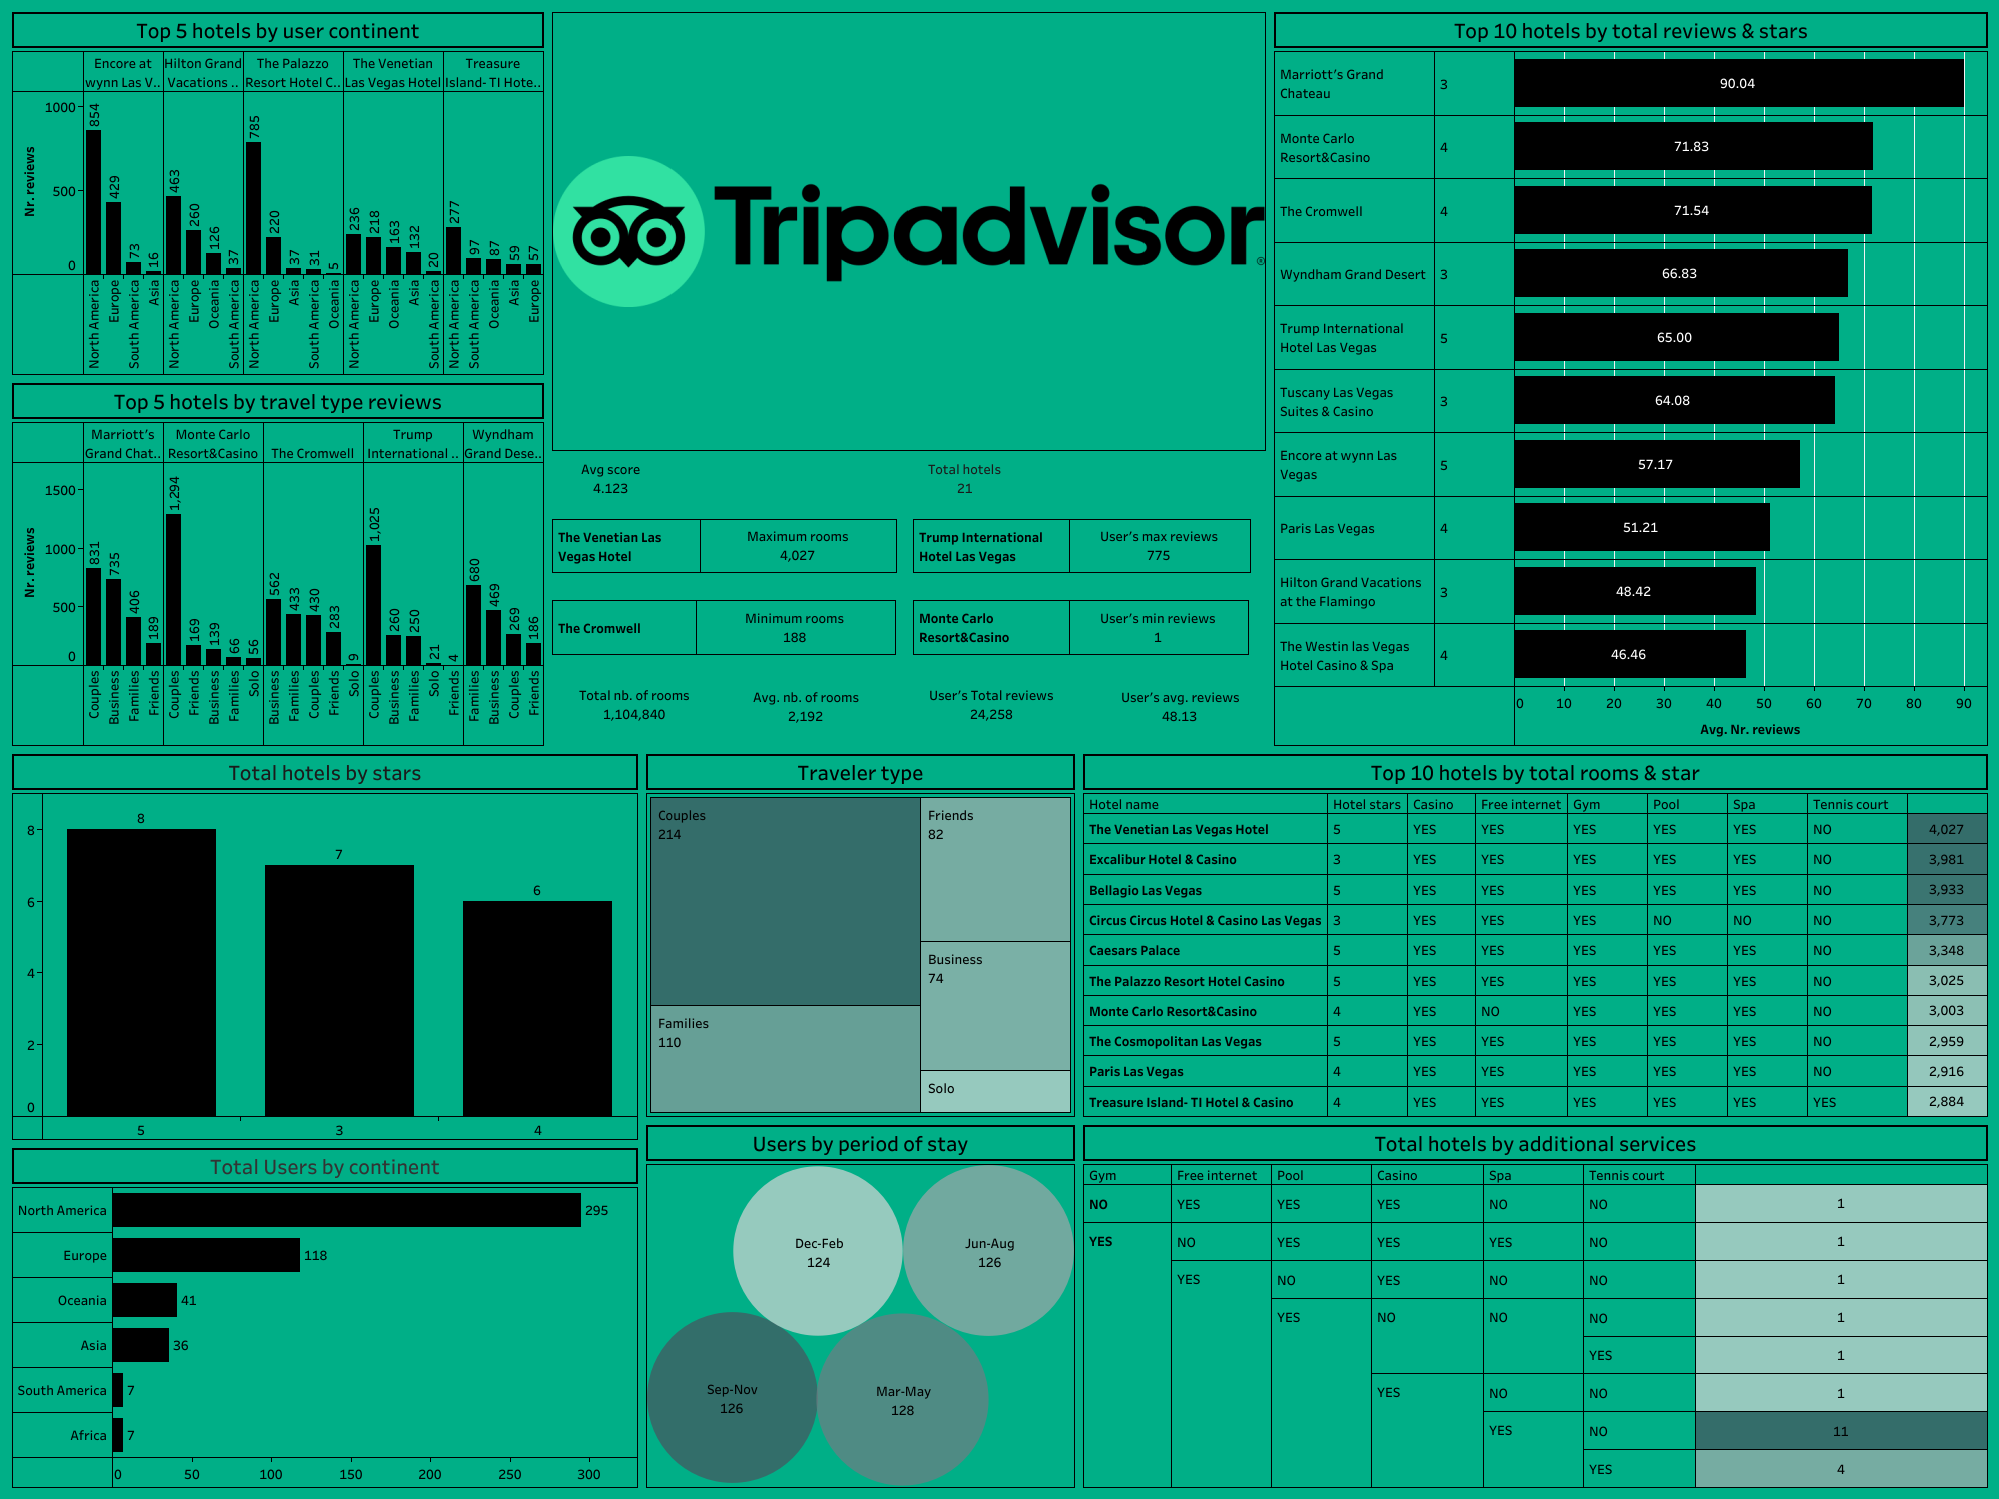 Top 5 hotels by user continent
Encore at wynn Las V..
Hilton Grand Vacations ..
The Palazzo Resort Hotel C..
The Venetian Las Vegas Hotel
Treasure Island- TI Hote..
Nr. reviews
1000
500
0
854 429 73 16
463 260 126 37
785 220 37 31 5
236 218 163 132 20
277 97 87 59 57
North America Europe South America Asia
North America Europe Oceania South America
North America Europe Asia South America Oceania
North America Europe Oceania Asia South America
North America South America Oceania Asia Europe
Top 5 hotels by travel type reviews
Marriott's Grand Chat..
Monte Carlo Resort&Casino
The Cromwell
Trump International ..
Wyndham Grand Dese..
Nr. reviews
1500
1000
500
0
831 735 406 189
1,294 169 139 66 56
562 433 430 283 9
1,025 260 250 21 4
680 469 269 186
Couples Business Families Friends
Couples Friends Business Families Solo
Business Families Couples Friends Solo
Couples Business Families Solo Friends
Families Business Couples Friends
Tripadvisor®
Avg score
4.123
Total hotels
21
The Venetian Las Vegas Hotel
Maximum rooms
4,027
Trump International Hotel Las Vegas
User's max reviews
775
The Cromwell
Minimum rooms
188
Monte Carlo Resort&Casino
User's min reviews
1
Total nb. of rooms
1,104,840
Avg. nb. of rooms
2,192
User's Total reviews
24,258
User's avg. reviews
48.13
Top 10 hotels by total reviews & stars
Marriott's Grand Chateau 3 90.04
Monte Carlo Resort&Casino 4 71.83
The Cromwell 4 71.54
Wyndham Grand Desert 3 66.83
Trump International Hotel Las Vegas 5 65.00
Tuscany Las Vegas Suites & Casino 3 64.08
Encore at wynn Las Vegas 5 57.17
Paris Las Vegas 4 51.21
Hilton Grand Vacations at the Flamingo 3 48.42
The Westin las Vegas Hotel Casino & Spa 4 46.46
0 10 20 30 40 50 60 70 80 90
Avg. Nr. reviews
Total hotels by stars
8
6
4
2
0
8 7 6
5 3 4
Total Users by continent
North America 295
Europe 118
Oceania 41
Asia 36
South America 7
Africa 7
0 50 100 150 200 250 300
Traveler type
Couples
214
Friends
82
Business
74
Families
110
Solo
Users by period of stay
Dec-Feb
124
Jun-Aug
126
Sep-Nov
126
Mar-May
128
Top 10 hotels by total rooms & star
Hotel name Hotel stars Casino Free internet Gym Pool Spa Tennis court
The Venetian Las Vegas Hotel 5 YES YES YES YES YES NO 4,027
Excalibur Hotel & Casino 3 YES YES YES YES YES NO 3,981
Bellagio Las Vegas 5 YES YES YES YES YES NO 3,933
Circus Circus Hotel & Casino Las Vegas 3 YES YES YES NO NO NO 3,773
Caesars Palace 5 YES YES YES YES YES NO 3,348
The Palazzo Resort Hotel Casino 5 YES YES YES YES YES NO 3,025
Monte Carlo Resort&Casino 4 YES NO YES YES YES NO 3,003
The Cosmopolitan Las Vegas 5 YES YES YES YES YES NO 2,959
Paris Las Vegas 4 YES YES YES YES YES NO 2,916
Treasure Island- TI Hotel & Casino 4 YES YES YES YES YES YES 2,884
Total hotels by additional services
Gym Free internet Pool Casino Spa Tennis court
NO YES YES YES NO NO 1
YES NO YES YES YES NO 1
YES NO YES NO NO 1
YES NO NO NO 1
YES 1
YES NO NO 1
YES NO 11
YES 4